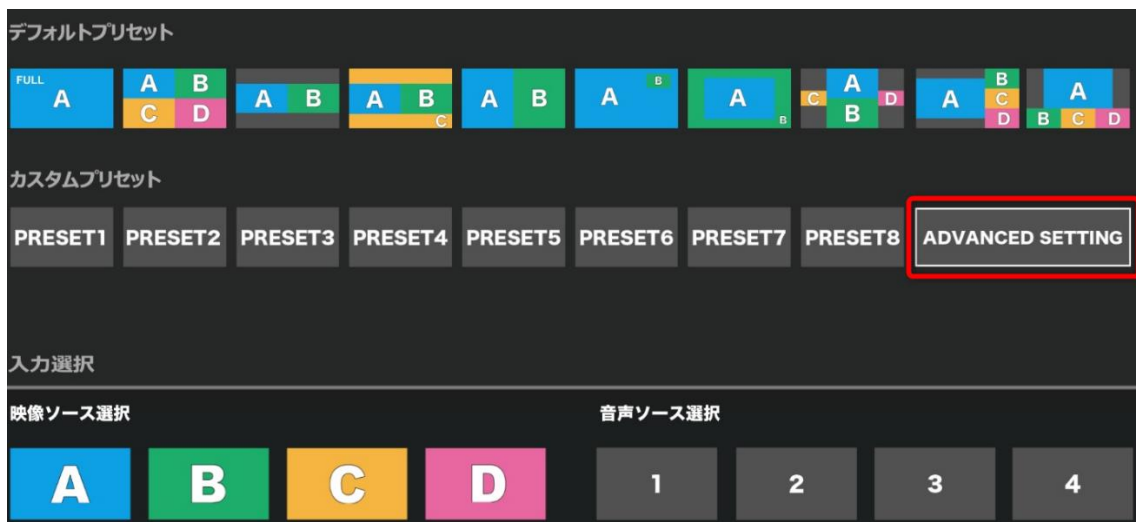 デフォルトプリセット
FULL
A
A B
C D
A B
A B
C
A B
A B
A
B
A
C D
B
A
B
C
D
A
B C D
カスタムプリセット
PRESET1 PRESET2 PRESET3 PRESET4 PRESET5 PRESET6 PRESET7 PRESET8 ADVANCED SETTING
入力選択
映像ソース選択 音声ソース選択
A B C D 1 2 3 4